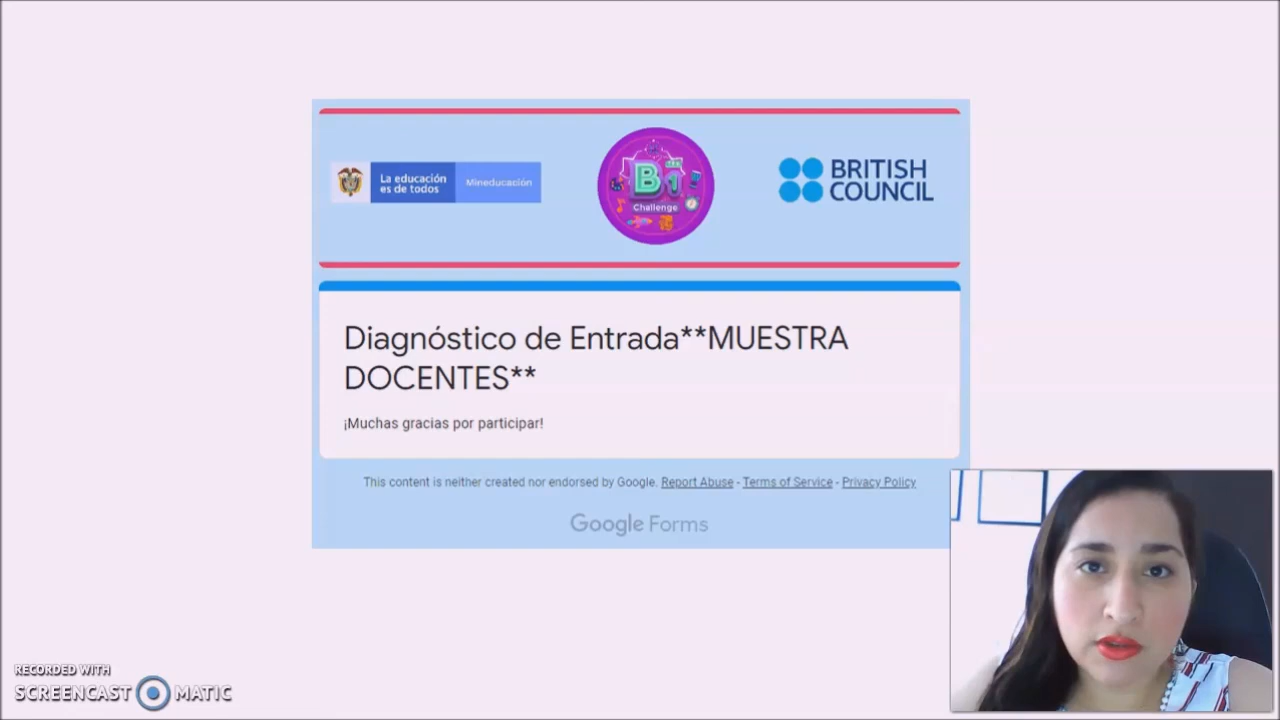 La educación
es de todos
Mineducación
B1
Challenge
BRITISH
COUNCIL
Diagnóstico de Entrada**MUESTRA
DOCENTES**
¡Muchas gracias por participar!
This content is neither created nor endorsed by Google. Report Abuse - Terms of Service - Privacy Policy
Google Forms
RECORDED WITH
SCREENCAST MATIC